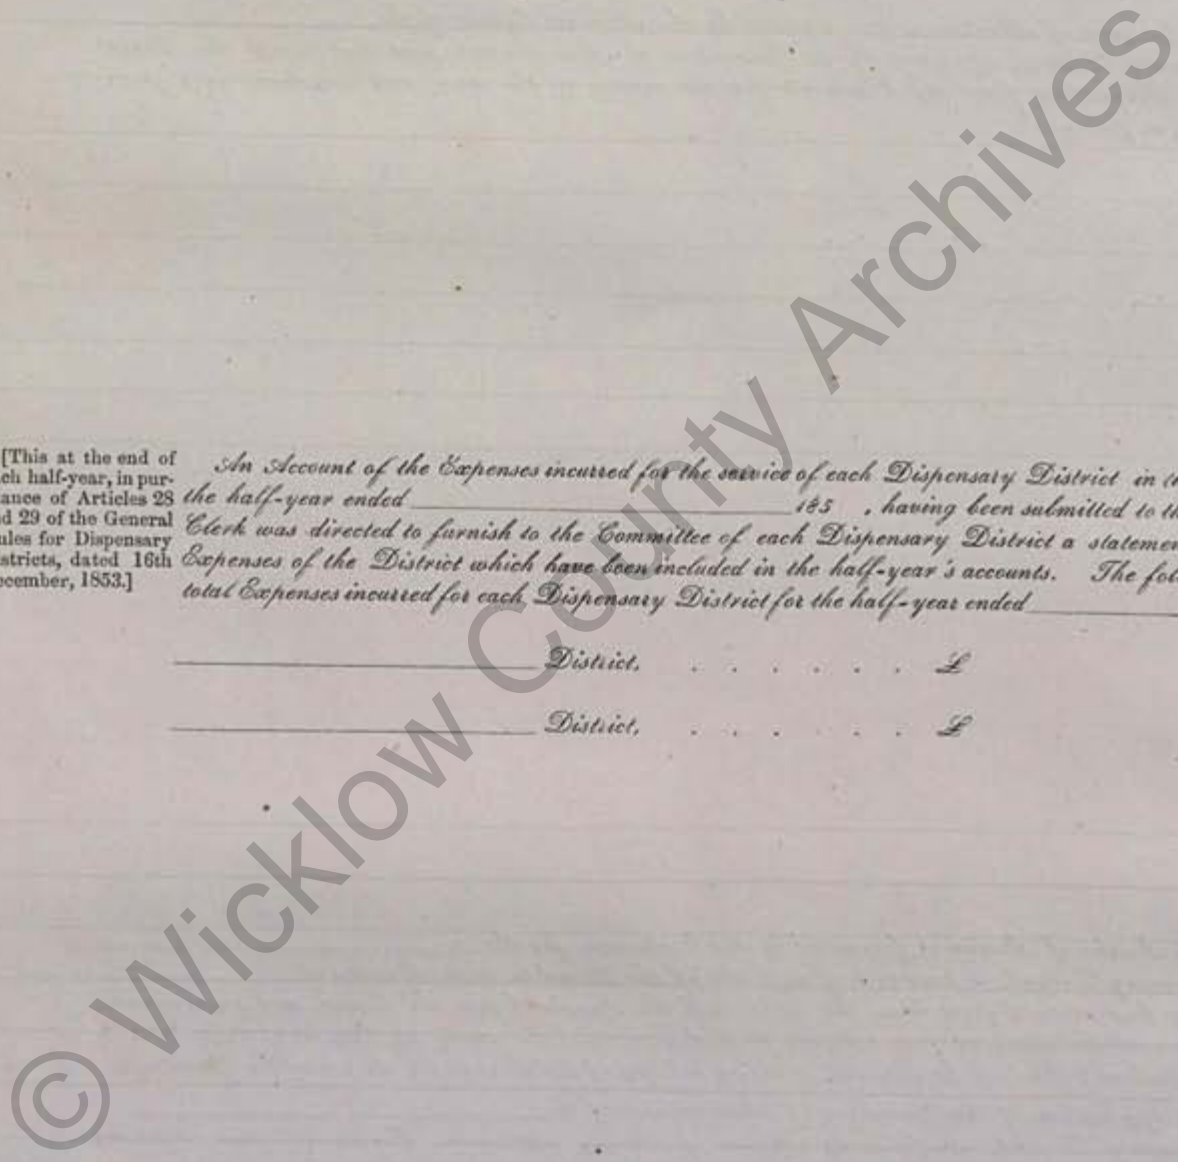 [This at the end of
ch half-year, in pur-
ance of Articles 28
d 29 of the General
ules for Dispensary
stricts, dated 16th
ecember, 1853.]
An Account of the Expenses incurred for the service of each Dispensary District in
the half-year ended 185 , having been submitted to
Clerk was directed to furnish to the Committee of each Dispensary District a statemen
Expenses of the District which have been included in the half-year's accounts. The fol
total Expenses incurred for each Dispensary District for the half-year ended
District, . . . . . . £
District, . . . . . . £
© Wicklow County Archives